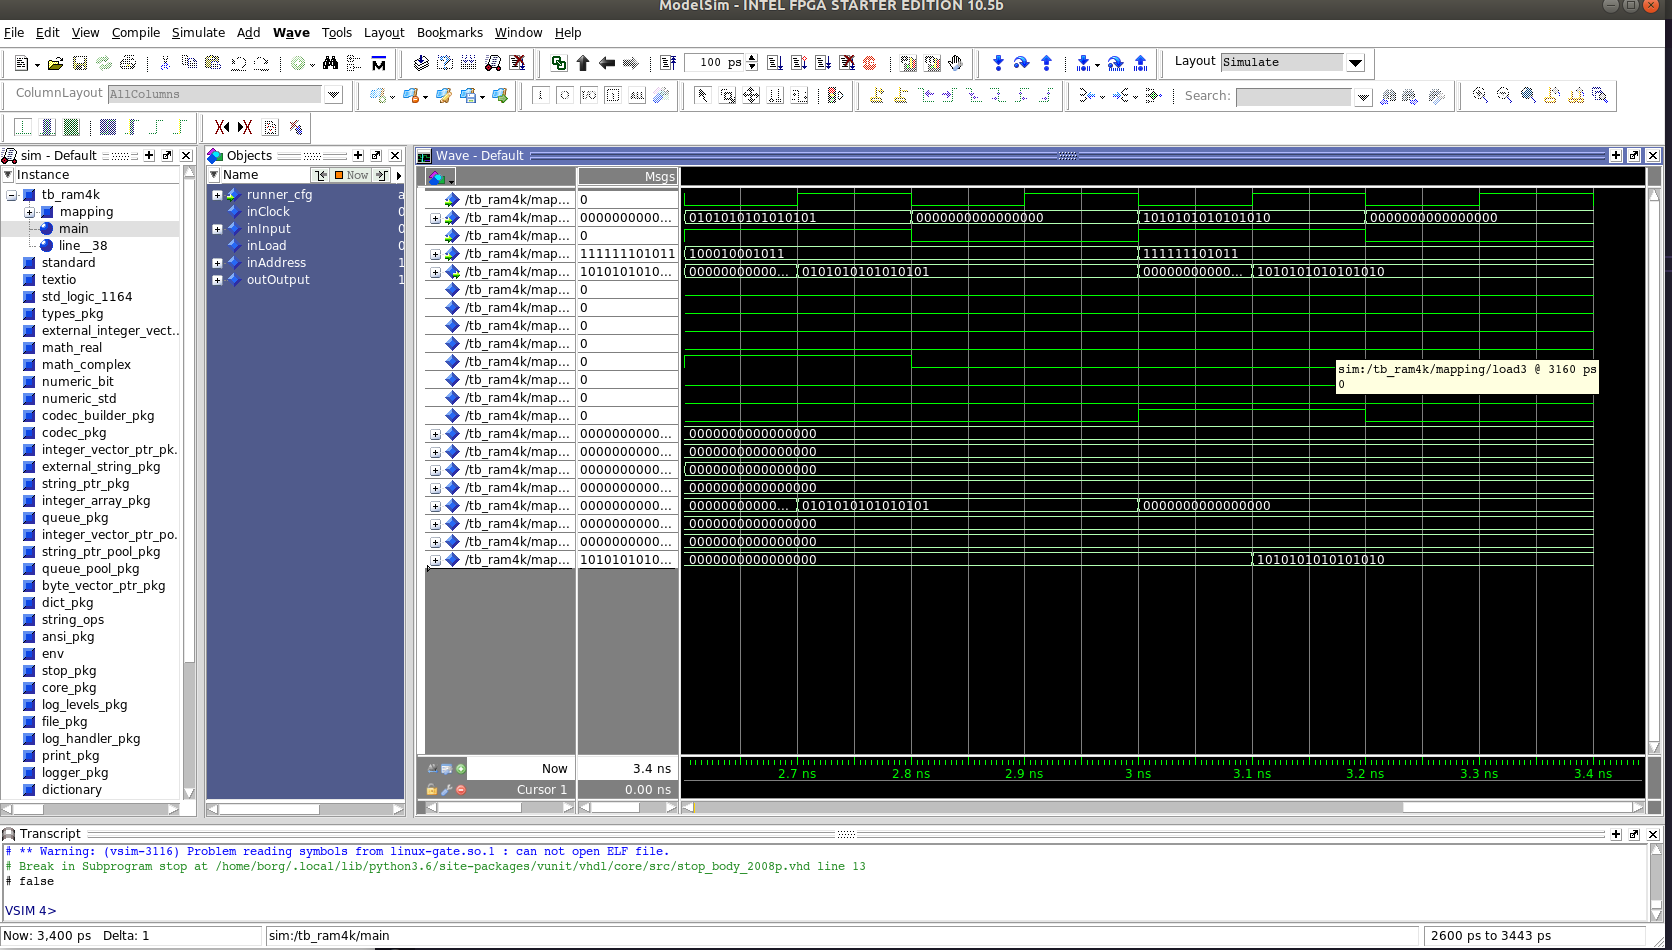 ModelSim - INTEL FPGA STARTER EDITION 10.5b
File Edit View Compile Simulate Add Wave Tools Layout Bookmarks Window Help
100 ps
Layout Simulate
ColumnLayout AllColumns
Search:
sim - Default
Instance
tb_ram4k
mapping
main
line__38
standard
textio
std_logic_1164
types_pkg
external_integer_vect..
math_real
math_complex
numeric_bit
numeric_std
codec_builder_pkg
codec_pkg
integer_vector_ptr_pk.
external_string_pkg
string_ptr_pkg
integer_array_pkg
queue_pkg
integer_vector_ptr_po.
string_ptr_pool_pkg
queue_pool_pkg
byte_vector_ptr_pkg
dict_pkg
string_ops
ansi_pkg
env
stop_pkg
core_pkg
log_levels_pkg
file_pkg
log_handler_pkg
print_pkg
logger_pkg
dictionary
Objects
Name Now
runner_cfg a
inClock 0
inInput 0
inLoad 0
inAddress 1
outOutput 1
Wave - Default
Msgs
/tb_ram4k/map... 0
/tb_ram4k/map... 0000000000... 0101010101010101 0000000000000000 1010101010101010 0000000000000000
/tb_ram4k/map... 0
/tb_ram4k/map... 111111101011 100010001011 111111101011
/tb_ram4k/map... 1010101010... 00000000000... 0101010101010101 00000000000... 1010101010101010
/tb_ram4k/map... 0
/tb_ram4k/map... 0
/tb_ram4k/map... 0
/tb_ram4k/map... 0
/tb_ram4k/map... 0
/tb_ram4k/map... 0
/tb_ram4k/map... 0
/tb_ram4k/map... 0
sim:/tb_ram4k/mapping/load3 @ 3160 ps
0
/tb_ram4k/map... 0000000000... 0000000000000000
/tb_ram4k/map... 0000000000... 0000000000000000
/tb_ram4k/map... 0000000000... 0000000000000000
/tb_ram4k/map... 0000000000... 0000000000000000
/tb_ram4k/map... 0000000000... 00000000000... 0101010101010101 0000000000000000
/tb_ram4k/map... 0000000000... 0000000000000000
/tb_ram4k/map... 0000000000... 0000000000000000
/tb_ram4k/map... 1010101010... 0000000000000000 1010101010101010
Now 3.4 ns
2.7 ns 2.8 ns 2.9 ns 3 ns 3.1 ns 3.2 ns 3.3 ns 3.4 ns
Cursor 1 0.00 ns
Transcript
# ** Warning: (vsim-3116) Problem reading symbols from linux-gate.so.1 : can not open ELF file.
# Break in Subprogram stop at /home/borg/.local/lib/python3.6/site-packages/vunit/vhdl/core/src/stop_body_2008p.vhd line 13
# false
VSIM 4>
Now: 3,400 ps Delta: 1
sim:/tb_ram4k/main
2600 ps to 3443 ps